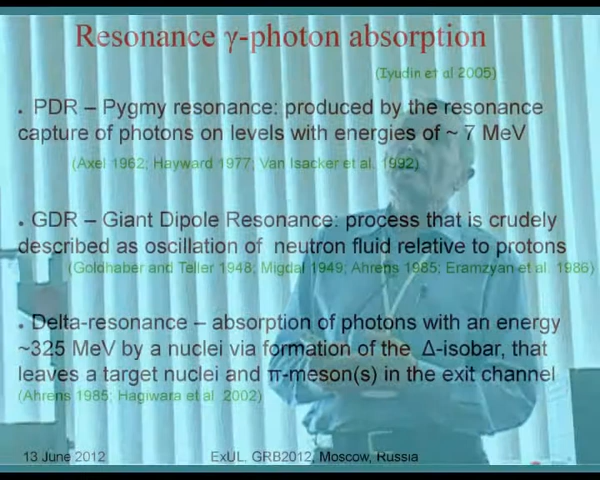 Resonance γ-photon absorption
(Iyudin et al 2005)
• PDR – Pygmy resonance: produced by the resonance
capture of photons on levels with energies of ~ 7 MeV
(Axel 1962; Hayward 1977; Van Isacker et al. 1992)
• GDR – Giant Dipole Resonance: process that is crudely
described as oscillation of neutron fluid relative to protons
(Goldhaber and Teller 1948; Migdal 1949; Ahrens 1985; Eramzyan et al. 1986)
• Delta-resonance – absorption of photons with an energy
~325 MeV by a nuclei via formation of the Δ-isobar, that
leaves a target nuclei and π-meson(s) in the exit channel
(Ahrens 1985; Hagiwara et al 2002)
13 June 2012 ExUL. GRB2012, Moscow, Russia